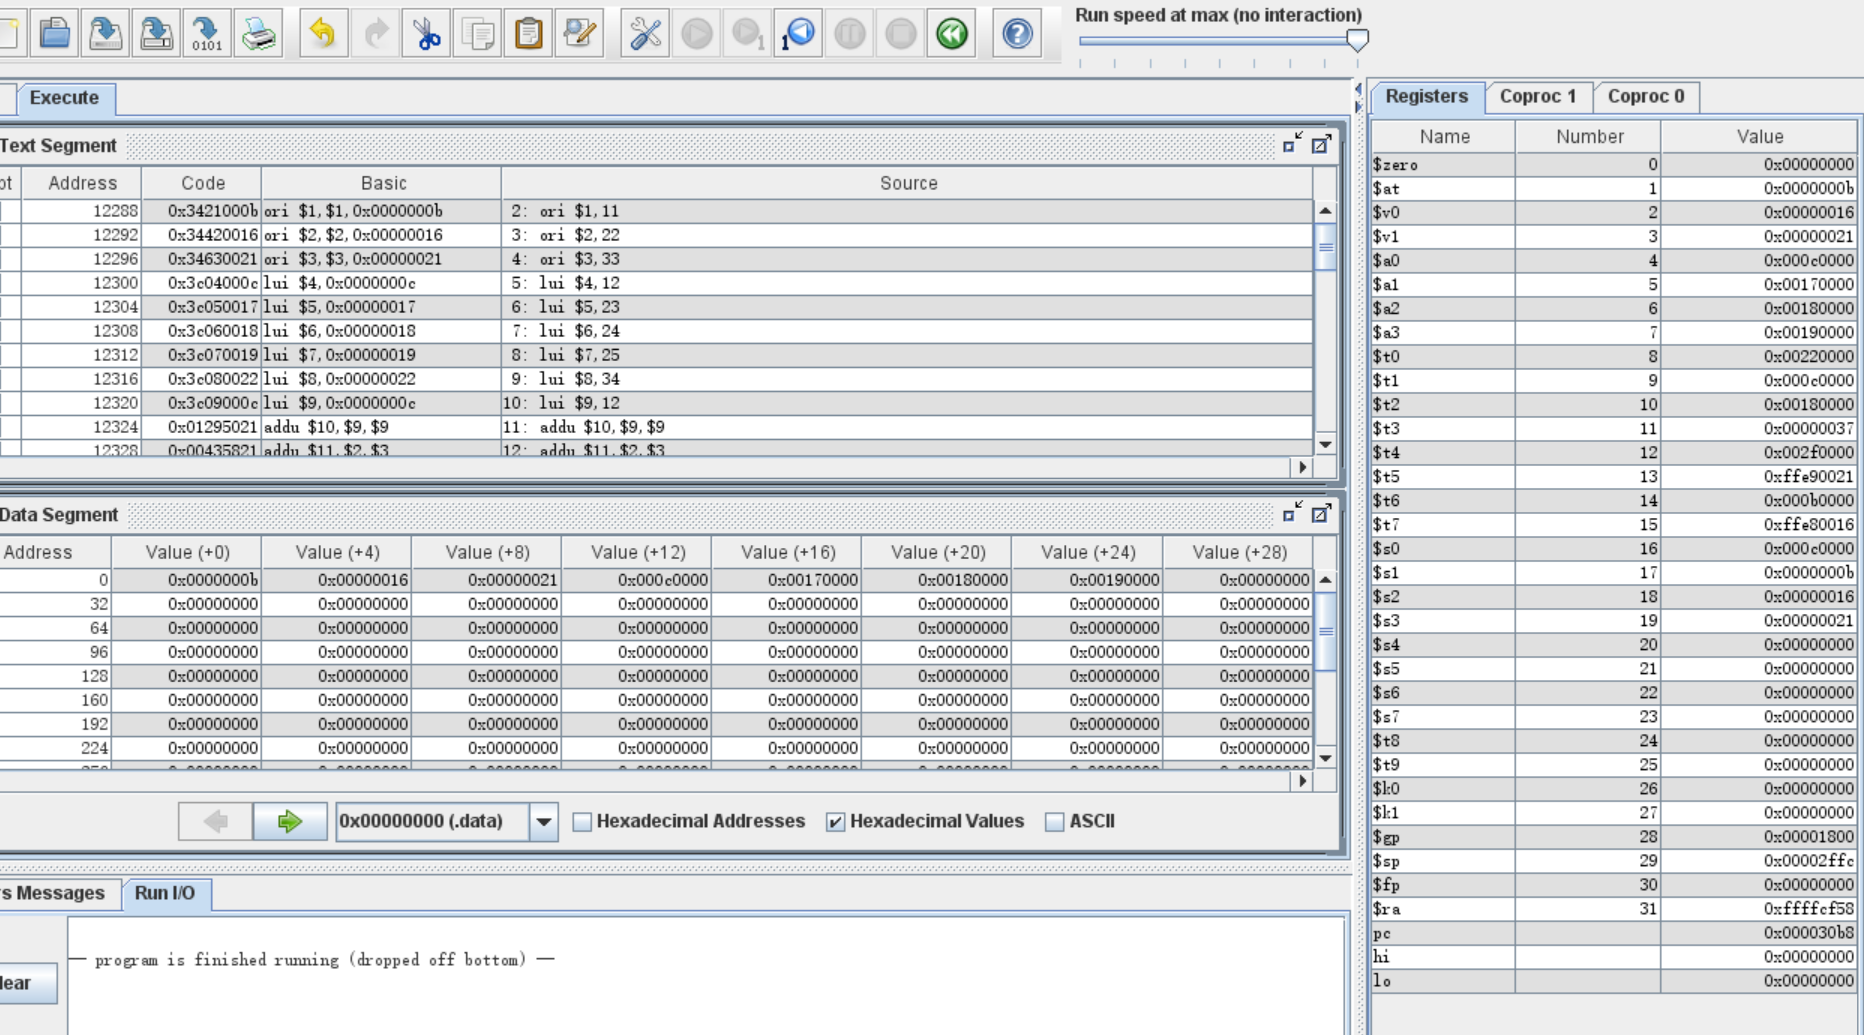 Run speed at max (no interaction)
0101
1
1
Execute
Registers Coproc 1 Coproc 0
Text Segment
pt Address Code Basic Source
12288 0x3421000b ori $1,$1,0x0000000b 2: ori $1,11
12292 0x34420016 ori $2,$2,0x00000016 3: ori $2,22
12296 0x34630021 ori $3,$3,0x00000021 4: ori $3,33
12300 0x3c04000c lui $4,0x0000000c 5: lui $4,12
12304 0x3c050017 lui $5,0x00000017 6: lui $5,23
12308 0x3c060018 lui $6,0x00000018 7: lui $6,24
12312 0x3c070019 lui $7,0x00000019 8: lui $7,25
12316 0x3c080022 lui $8,0x00000022 9: lui $8,34
12320 0x3c09000c lui $9,0x0000000c 10: lui $9,12
12324 0x01295021 addu $10,$9,$9 11: addu $10,$9,$9
12328 0x00435821 addu $11,$2,$3 12: addu $11,$2,$3
Data Segment
Address Value (+0) Value (+4) Value (+8) Value (+12) Value (+16) Value (+20) Value (+24) Value (+28)
0 0x0000000b 0x00000016 0x00000021 0x000c0000 0x00170000 0x00180000 0x00190000 0x00000000
32 0x00000000 0x00000000 0x00000000 0x00000000 0x00000000 0x00000000 0x00000000 0x00000000
64 0x00000000 0x00000000 0x00000000 0x00000000 0x00000000 0x00000000 0x00000000 0x00000000
96 0x00000000 0x00000000 0x00000000 0x00000000 0x00000000 0x00000000 0x00000000 0x00000000
128 0x00000000 0x00000000 0x00000000 0x00000000 0x00000000 0x00000000 0x00000000 0x00000000
160 0x00000000 0x00000000 0x00000000 0x00000000 0x00000000 0x00000000 0x00000000 0x00000000
192 0x00000000 0x00000000 0x00000000 0x00000000 0x00000000 0x00000000 0x00000000 0x00000000
224 0x00000000 0x00000000 0x00000000 0x00000000 0x00000000 0x00000000 0x00000000 0x00000000
0x00000000 (.data) Hexadecimal Addresses Hexadecimal Values ASCII
s Messages Run I/O
— program is finished running (dropped off bottom) —
lear
Name Number Value
$zero 0 0x00000000
$at 1 0x0000000b
$v0 2 0x00000016
$v1 3 0x00000021
$a0 4 0x000c0000
$a1 5 0x00170000
$a2 6 0x00180000
$a3 7 0x00190000
$t0 8 0x00220000
$t1 9 0x000c0000
$t2 10 0x00180000
$t3 11 0x00000037
$t4 12 0x002f0000
$t5 13 0xffe90021
$t6 14 0x000b0000
$t7 15 0xffe80016
$s0 16 0x000c0000
$s1 17 0x0000000b
$s2 18 0x00000016
$s3 19 0x00000021
$s4 20 0x00000000
$s5 21 0x00000000
$s6 22 0x00000000
$s7 23 0x00000000
$t8 24 0x00000000
$t9 25 0x00000000
$k0 26 0x00000000
$k1 27 0x00000000
$gp 28 0x00001800
$sp 29 0x00002ffc
$fp 30 0x00000000
$ra 31 0xffffcf58
pc 0x000030b8
hi 0x00000000
lo 0x00000000